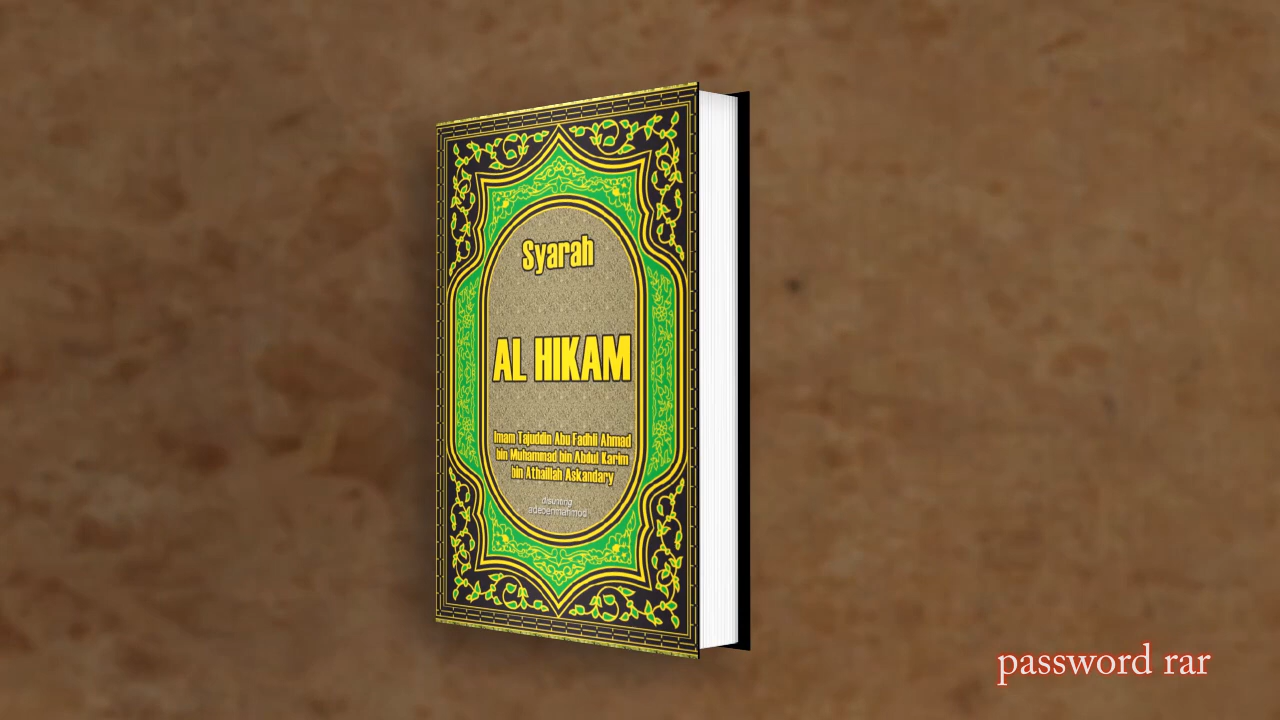 Syarah
AL HIKAM
Imam Tajuddin Abu Fadhli Ahmad
bin Muhammad bin Abdul Karim
bin Athaillah Askandary
disunting
adebenmahmod
password rar